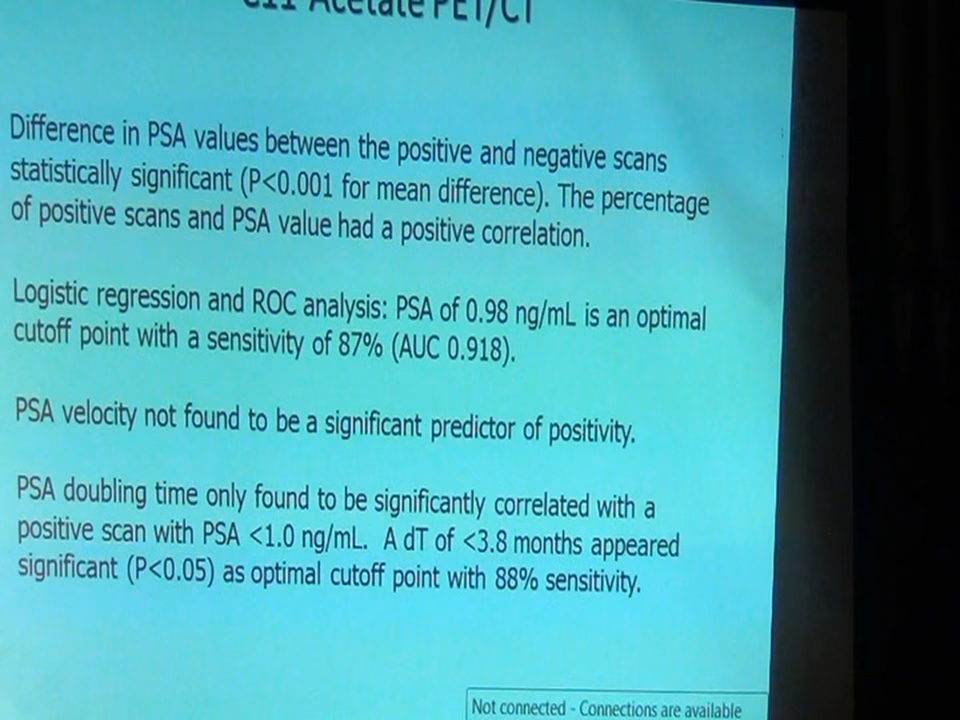 C11 Acetate PET/CT
Difference in PSA values between the positive and negative scans
statistically significant (P<0.001 for mean difference). The percentage
of positive scans and PSA value had a positive correlation.
Logistic regression and ROC analysis: PSA of 0.98 ng/mL is an optimal
cutoff point with a sensitivity of 87% (AUC 0.918).
PSA velocity not found to be a significant predictor of positivity.
PSA doubling time only found to be significantly correlated with a
positive scan with PSA <1.0 ng/mL. A dT of <3.8 months appeared
significant (P<0.05) as optimal cutoff point with 88% sensitivity.
Not connected - Connections are available